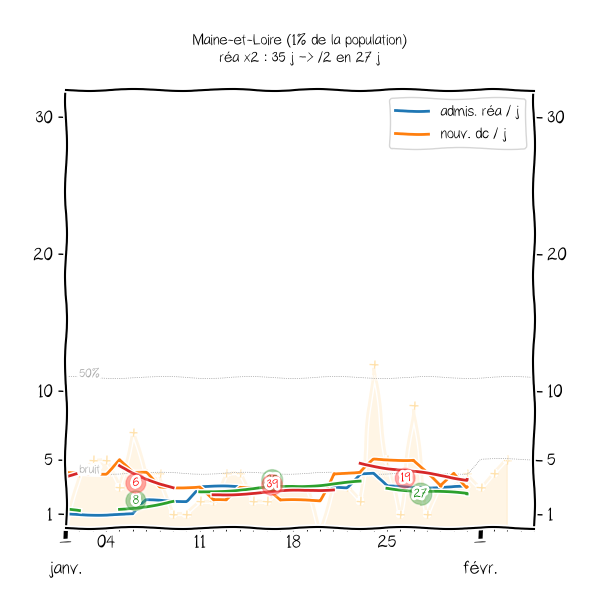 Maine-et-Loire (1% de la population)
réa x2 : 35 j -> /2 en 27 j
admis. réa / j
nouv. dc / j
30
30
20
20
50%
10
10
5
5
bruit
6
39
19
8
27
1
1
04
11
18
25
janv.
févr.